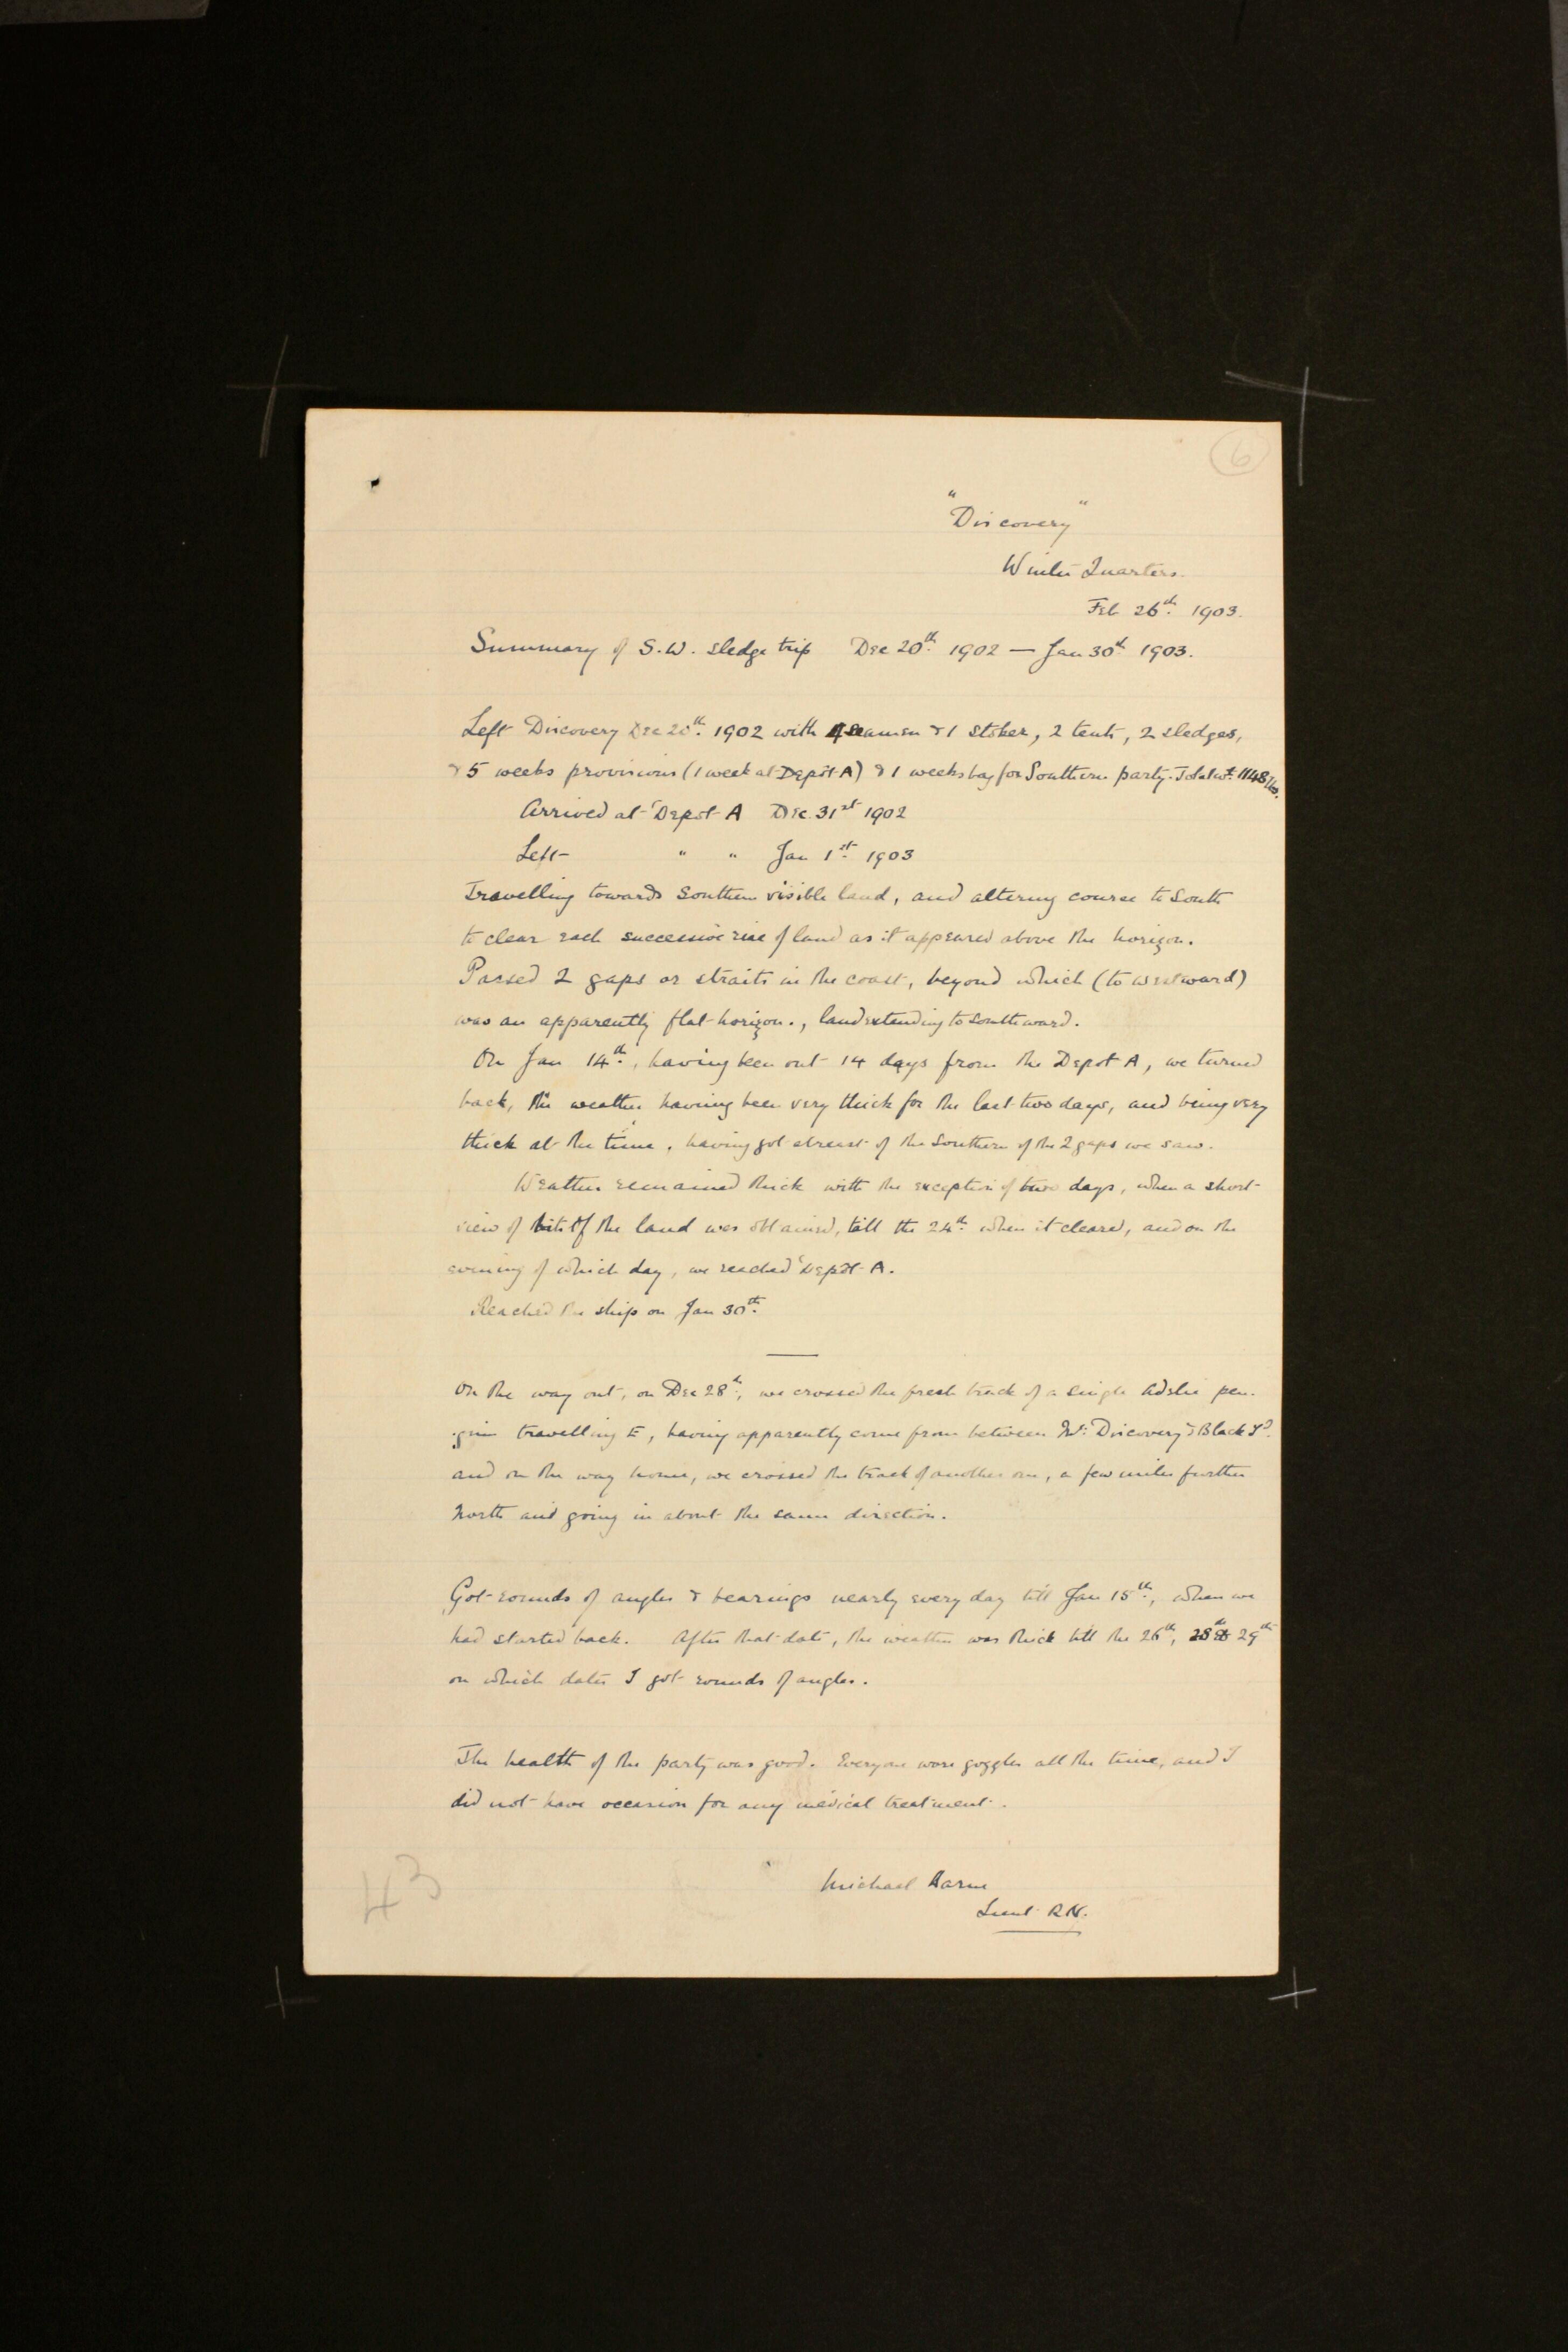 6
"Discovery"
Winter Quarters.
Feb 26th. 1903.
Summary of S.W. sledge trip Dec 20th. 1902 — Jan 30th 1903.
Left Discovery Dec 20th. 1902 with 4 seamen & 1 stoker, 2 tents, 2 sledges,
& 5 weeks provisions (1 week at Depôt A) & 1 weeks bag for Southern party. Total wt. 1148 lbs.
Arrived at Depôt A Dec. 31st 1902
Left " " Jan 1st. 1903
Travelling towards Southern visible land, and altering course to South
to clear each successive rise of land as it appeared above the horizon.
Passed 2 gaps or straits in the coast, beyond which (to westward)
was an apparently flat horizon., land extending to Southward.
On Jan 14th., having been out 14 days from the Depot A, we turned
back, the weather having been very thick for the last two days, and being very
thick at the time, having got abreast of the Southern of the 2 gaps we saw.
Weather remained thick with the exception of two days, when a short
view of bits of the land was obtained, till the 24th. when it cleared, and on the
evening of which day, we reached Depôt A.
Reached the ship on Jan 30th.
On the way out, on Dec 28th., we crossed the fresh track of a single Adelie pen-
guin travelling E, having apparently come from between Mt. Discovery & Black Id.
and on the way home, we crossed the track of another one, a few miles further
North and going in about the same direction.
Got rounds of angles & bearings nearly every day till Jan 15th., when we
had started back. After that date, the weather was thick till the 26th, 28th & 29th
on which dates I got rounds of angles.
The health of the party was good. Everyone wore goggles all the time, and I
did not have occasion for any medical treatment.
Michael Barne
Lieut R.N.
43